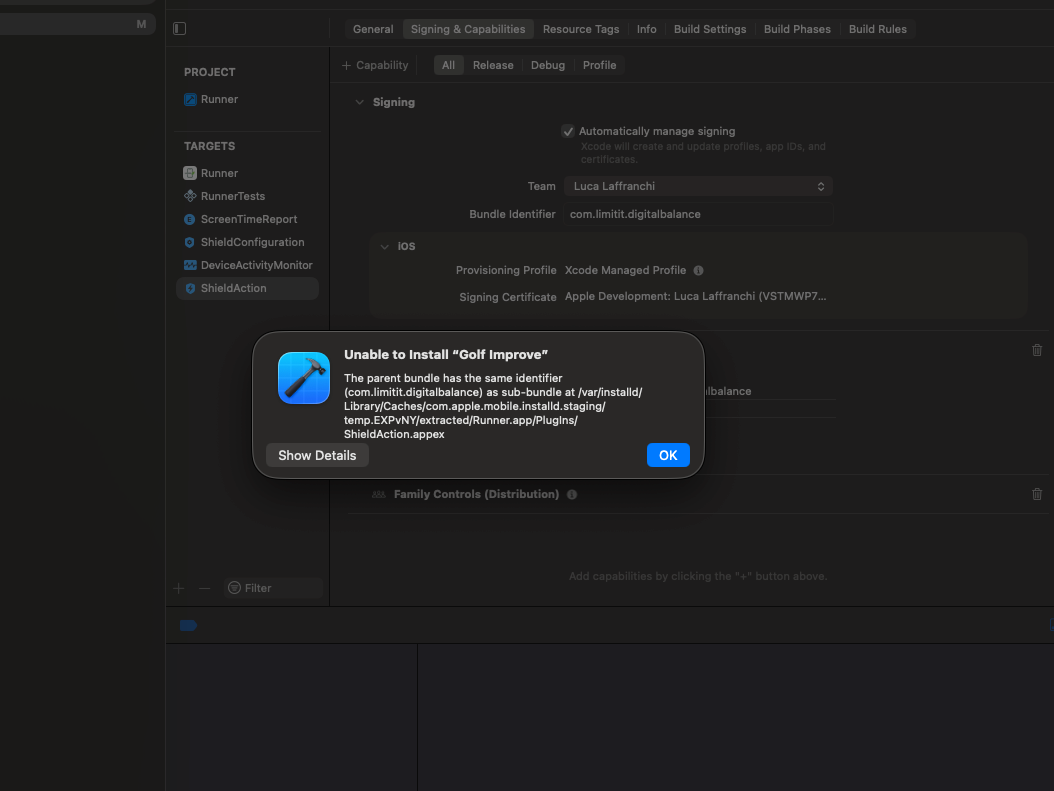 M
General Signing & Capabilities Resource Tags Info Build Settings Build Phases Build Rules
+ Capability All Release Debug Profile
PROJECT
Runner
TARGETS
Runner
RunnerTests
ScreenTimeReport
ShieldConfiguration
DeviceActivityMonitor
ShieldAction
Filter
Signing
Automatically manage signing
Xcode will create and update profiles, app IDs, and
certificates.
Team Luca Laffranchi
Bundle Identifier com.limitit.digitalbalance
iOS
Provisioning Profile Xcode Managed Profile
Signing Certificate Apple Development: Luca Laffranchi (VSTMWP7...
Unable to Install “Golf Improve”
The parent bundle has the same identifier
(com.limitit.digitalbalance) as sub-bundle at /var/installd/
Library/Caches/com.apple.mobile.installd.staging/
temp.EXPvNY/extracted/Runner.app/PlugIns/
ShieldAction.appex
Show Details OK
Family Controls (Distribution)
Add capabilities by clicking the "+" button above.